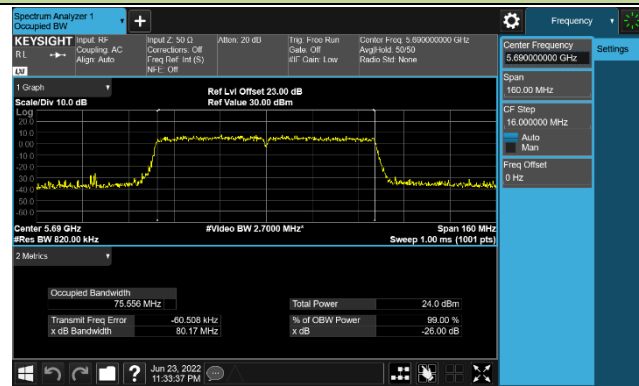 Spectrum Analyzer 1
Occupied BW
+
Frequency
KEYSIGHT
RL
LXI
Input: RF
Coupling: AC
Align: Auto
Input Z: 50 Ω
Corrections: Off
Freq Ref: Int (S)
NFE: Off
Atten: 20 dB
Trig: Free Run
Gate: Off
#IF Gain: Low
Center Freq: 5.690000000 GHz
Avg|Hold: 50/50
Radio Std: None
Center Frequency
5.690000000 GHz
Settings
Span
160.00 MHz
CF Step
16.000000 MHz
Auto
Man
Freq Offset
0 Hz
1 Graph
Scale/Div 10.0 dB
Ref Lvl Offset 23.00 dB
Ref Value 30.00 dBm
Log
20.0
10.0
0.00
-10.0
-20.0
-30.0
-40.0
-50.0
-60.0
Center 5.69 GHz
#Video BW 2.7000 MHz*
Span 160 MHz
#Res BW 820.00 kHz
Sweep 1.00 ms (1001 pts)
2 Metrics
Occupied Bandwidth
75.556 MHz
Total Power
24.0 dBm
Transmit Freq Error
-60.508 kHz
% of OBW Power
99.00 %
x dB Bandwidth
80.17 MHz
x dB
-26.00 dB
?
Jun 23, 2022
11:33:37 PM